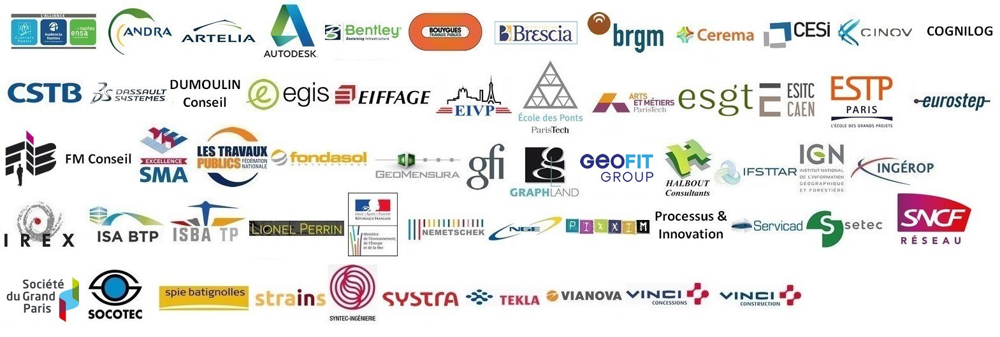 L'ALLIANCE
ECN Centrale Nantes
Audencia Nantes
ensa nantes
ANDRA
ARTELIA
AUTODESK
Bentley
Sustaining Infrastructure
BOUYGUES
TRAVAUX PUBLICS
Brescia
brgm
Cerema
CESi
CINOV
COGNILOG
CSTB
DASSAULT
SYSTEMES
DUMOULIN
Conseil
egis
EIFFAGE
EIVP
École des Ponts
ParisTech
ARTS
ET MÉTIERS
ParisTech
esgt
ESITC
CAEN
ESTP
PARIS
L'ÉCOLE DES GRANDS PROJETS
eurostep
FIB
FM Conseil
EXCELLENCE
SMA
LES TRAVAUX
PUBLICS
FÉDÉRATION
NATIONALE
fondasol
GEOTECHNIQUE
GEOMENSURA
gfi
g
GRAPHLAND
GEOFIT
GROUP
H
HALBOUT
Consultants
IFSTTAR
IGN
INSTITUT NATIONAL
DE L'INFORMATION
GÉOGRAPHIQUE
ET FORESTIÈRE
INGÉROP
IREX
ISA BTP
ISBA TP
LIONEL PERRIN
Liberté • Égalité • Fraternité
RÉPUBLIQUE FRANÇAISE
Ministère
de l'Environnement,
de l'Énergie
et de la Mer
NEMETSCHEK
NGE
PIXXIM
Processus &
Innovation
Servicad
setec
SNCF
RÉSEAU
Société
du Grand
Paris
SOCOTEC
spie batignolles
strains
SYNTEC-INGÉNIERIE
SYSTRA
TEKLA
VIANOVA
VINCI
CONCESSIONS
VINCI
CONSTRUCTION